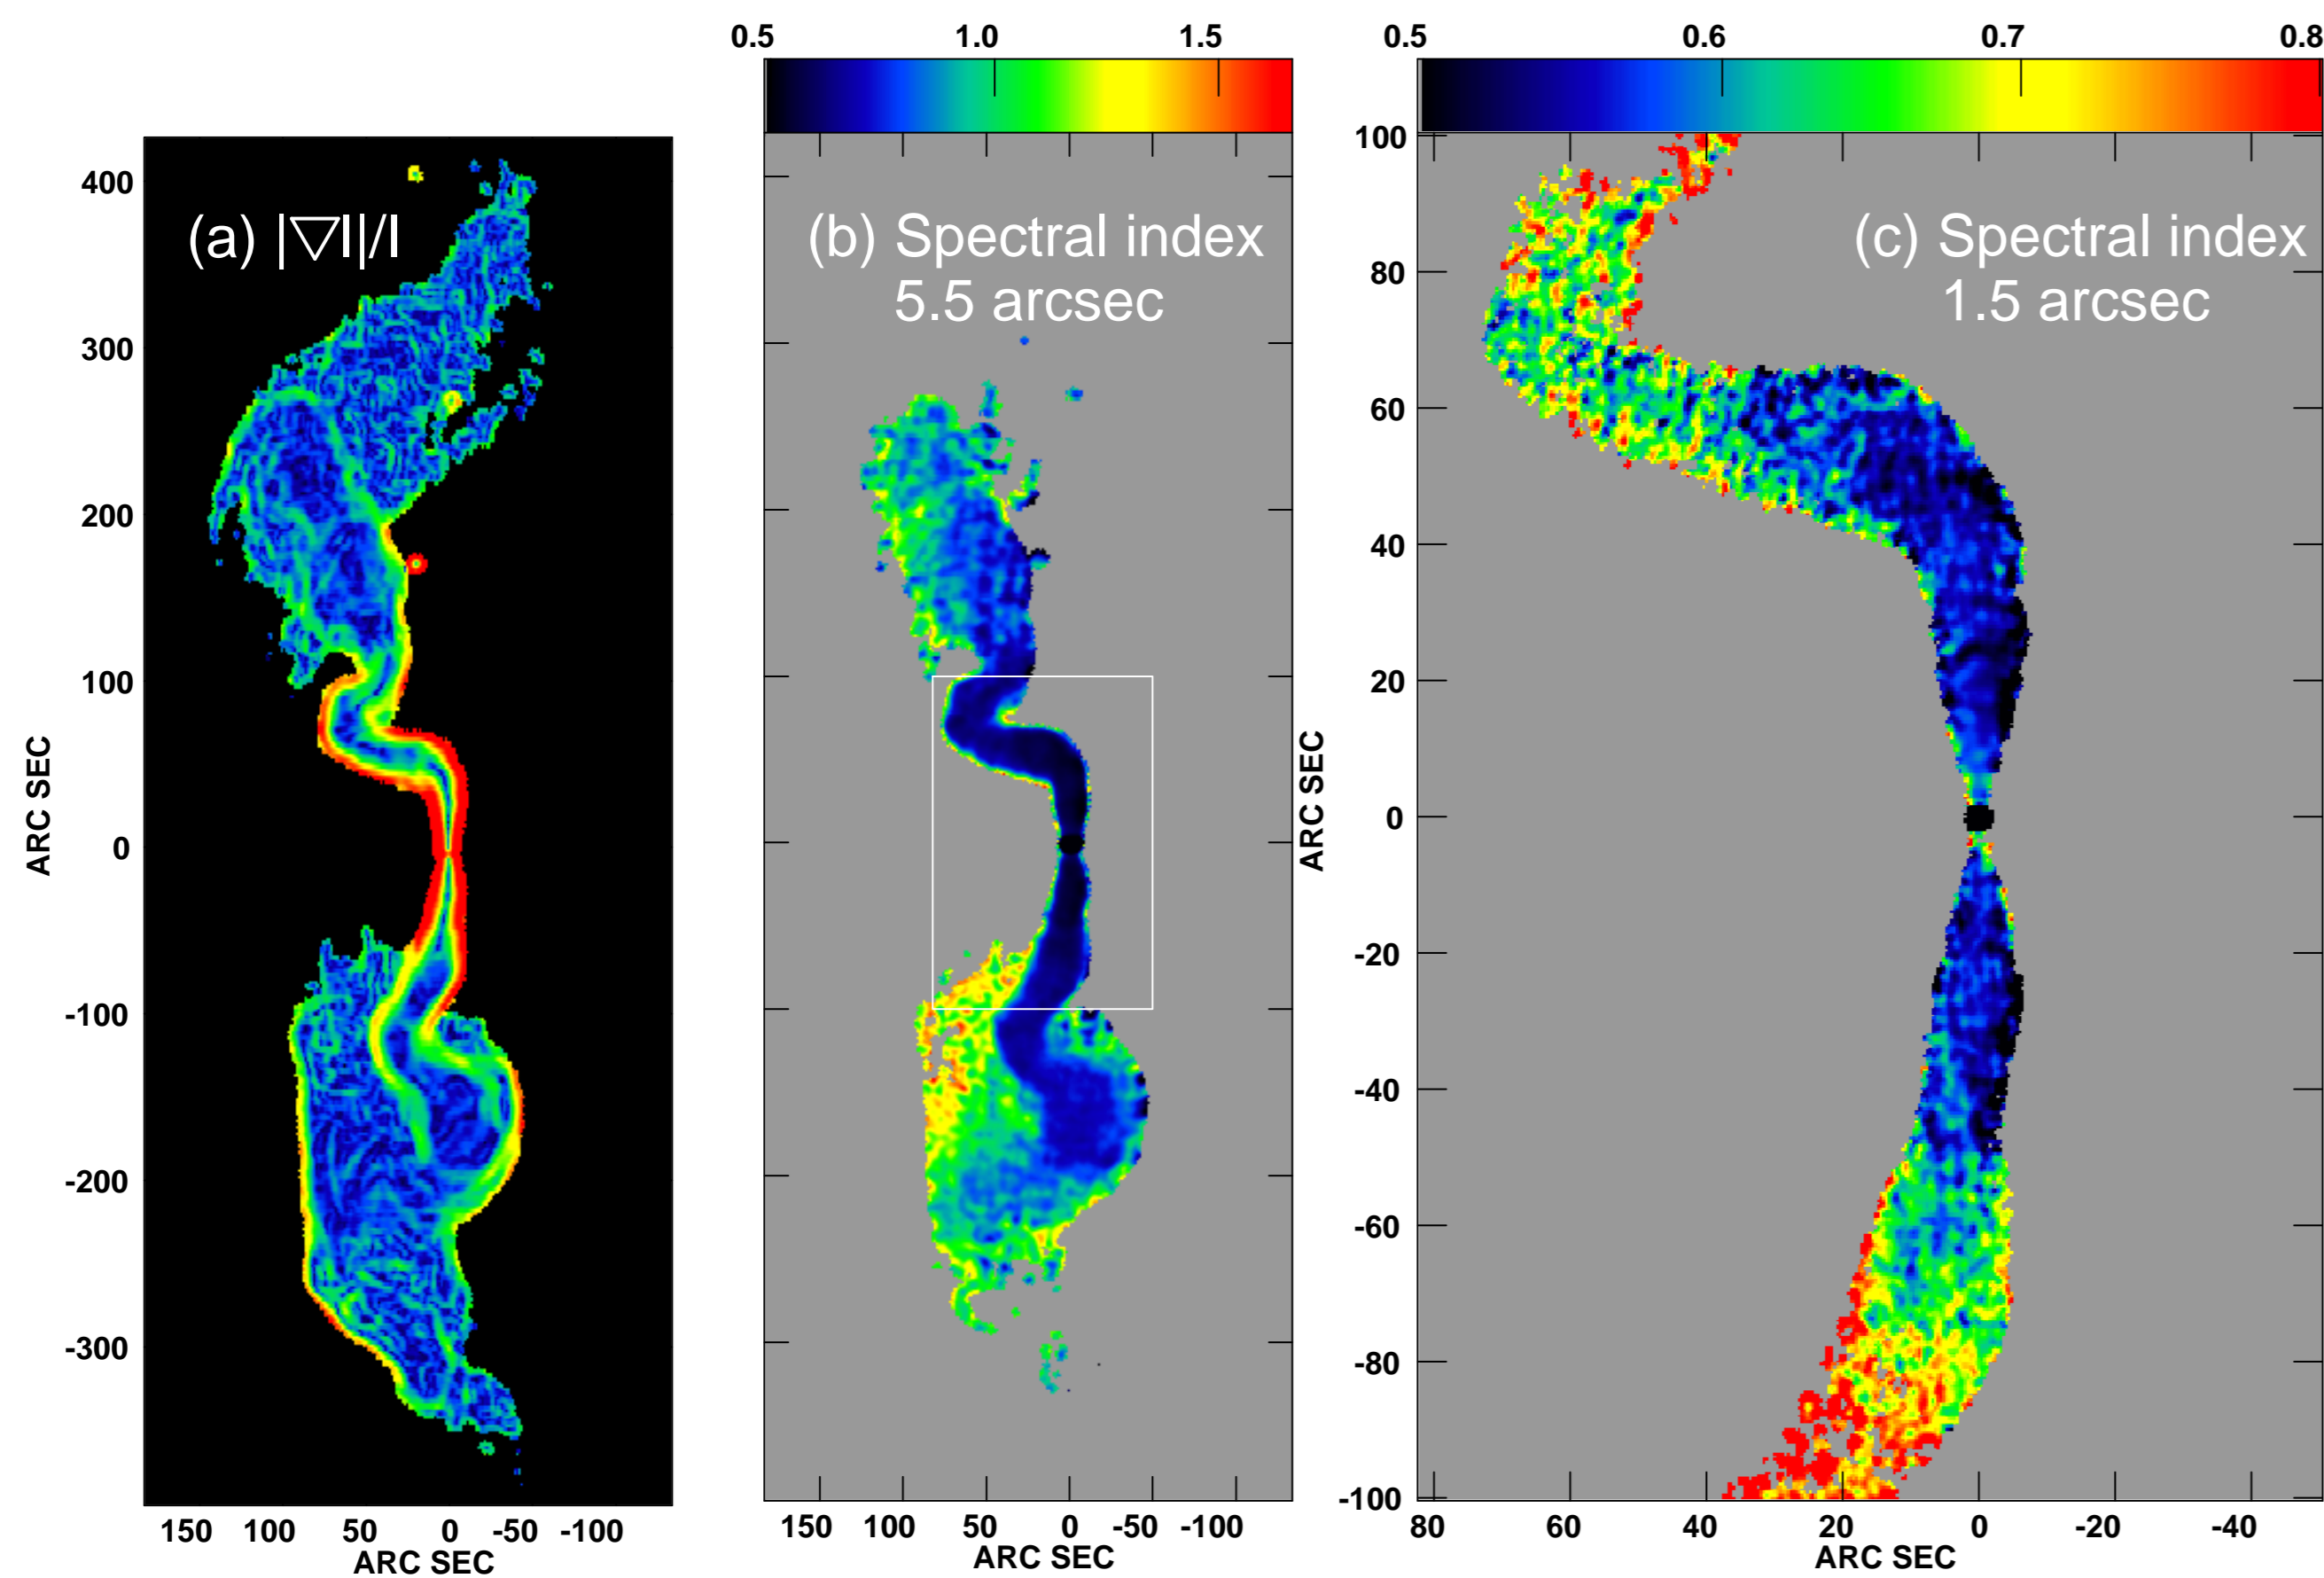 0.5 1.0 1.5
0.5 0.6 0.7 0.8
(a) |▽I|/I
400
300
200
100
0
-100
-200
-300
ARC SEC
150 100 50 0 -50 -100
ARC SEC
(b) Spectral index
5.5 arcsec
150 100 50 0 -50 -100
ARC SEC
(c) Spectral index
1.5 arcsec
100
80
60
40
20
0
-20
-40
-60
-80
-100
ARC SEC
80 60 40 20 0 -20 -40
ARC SEC